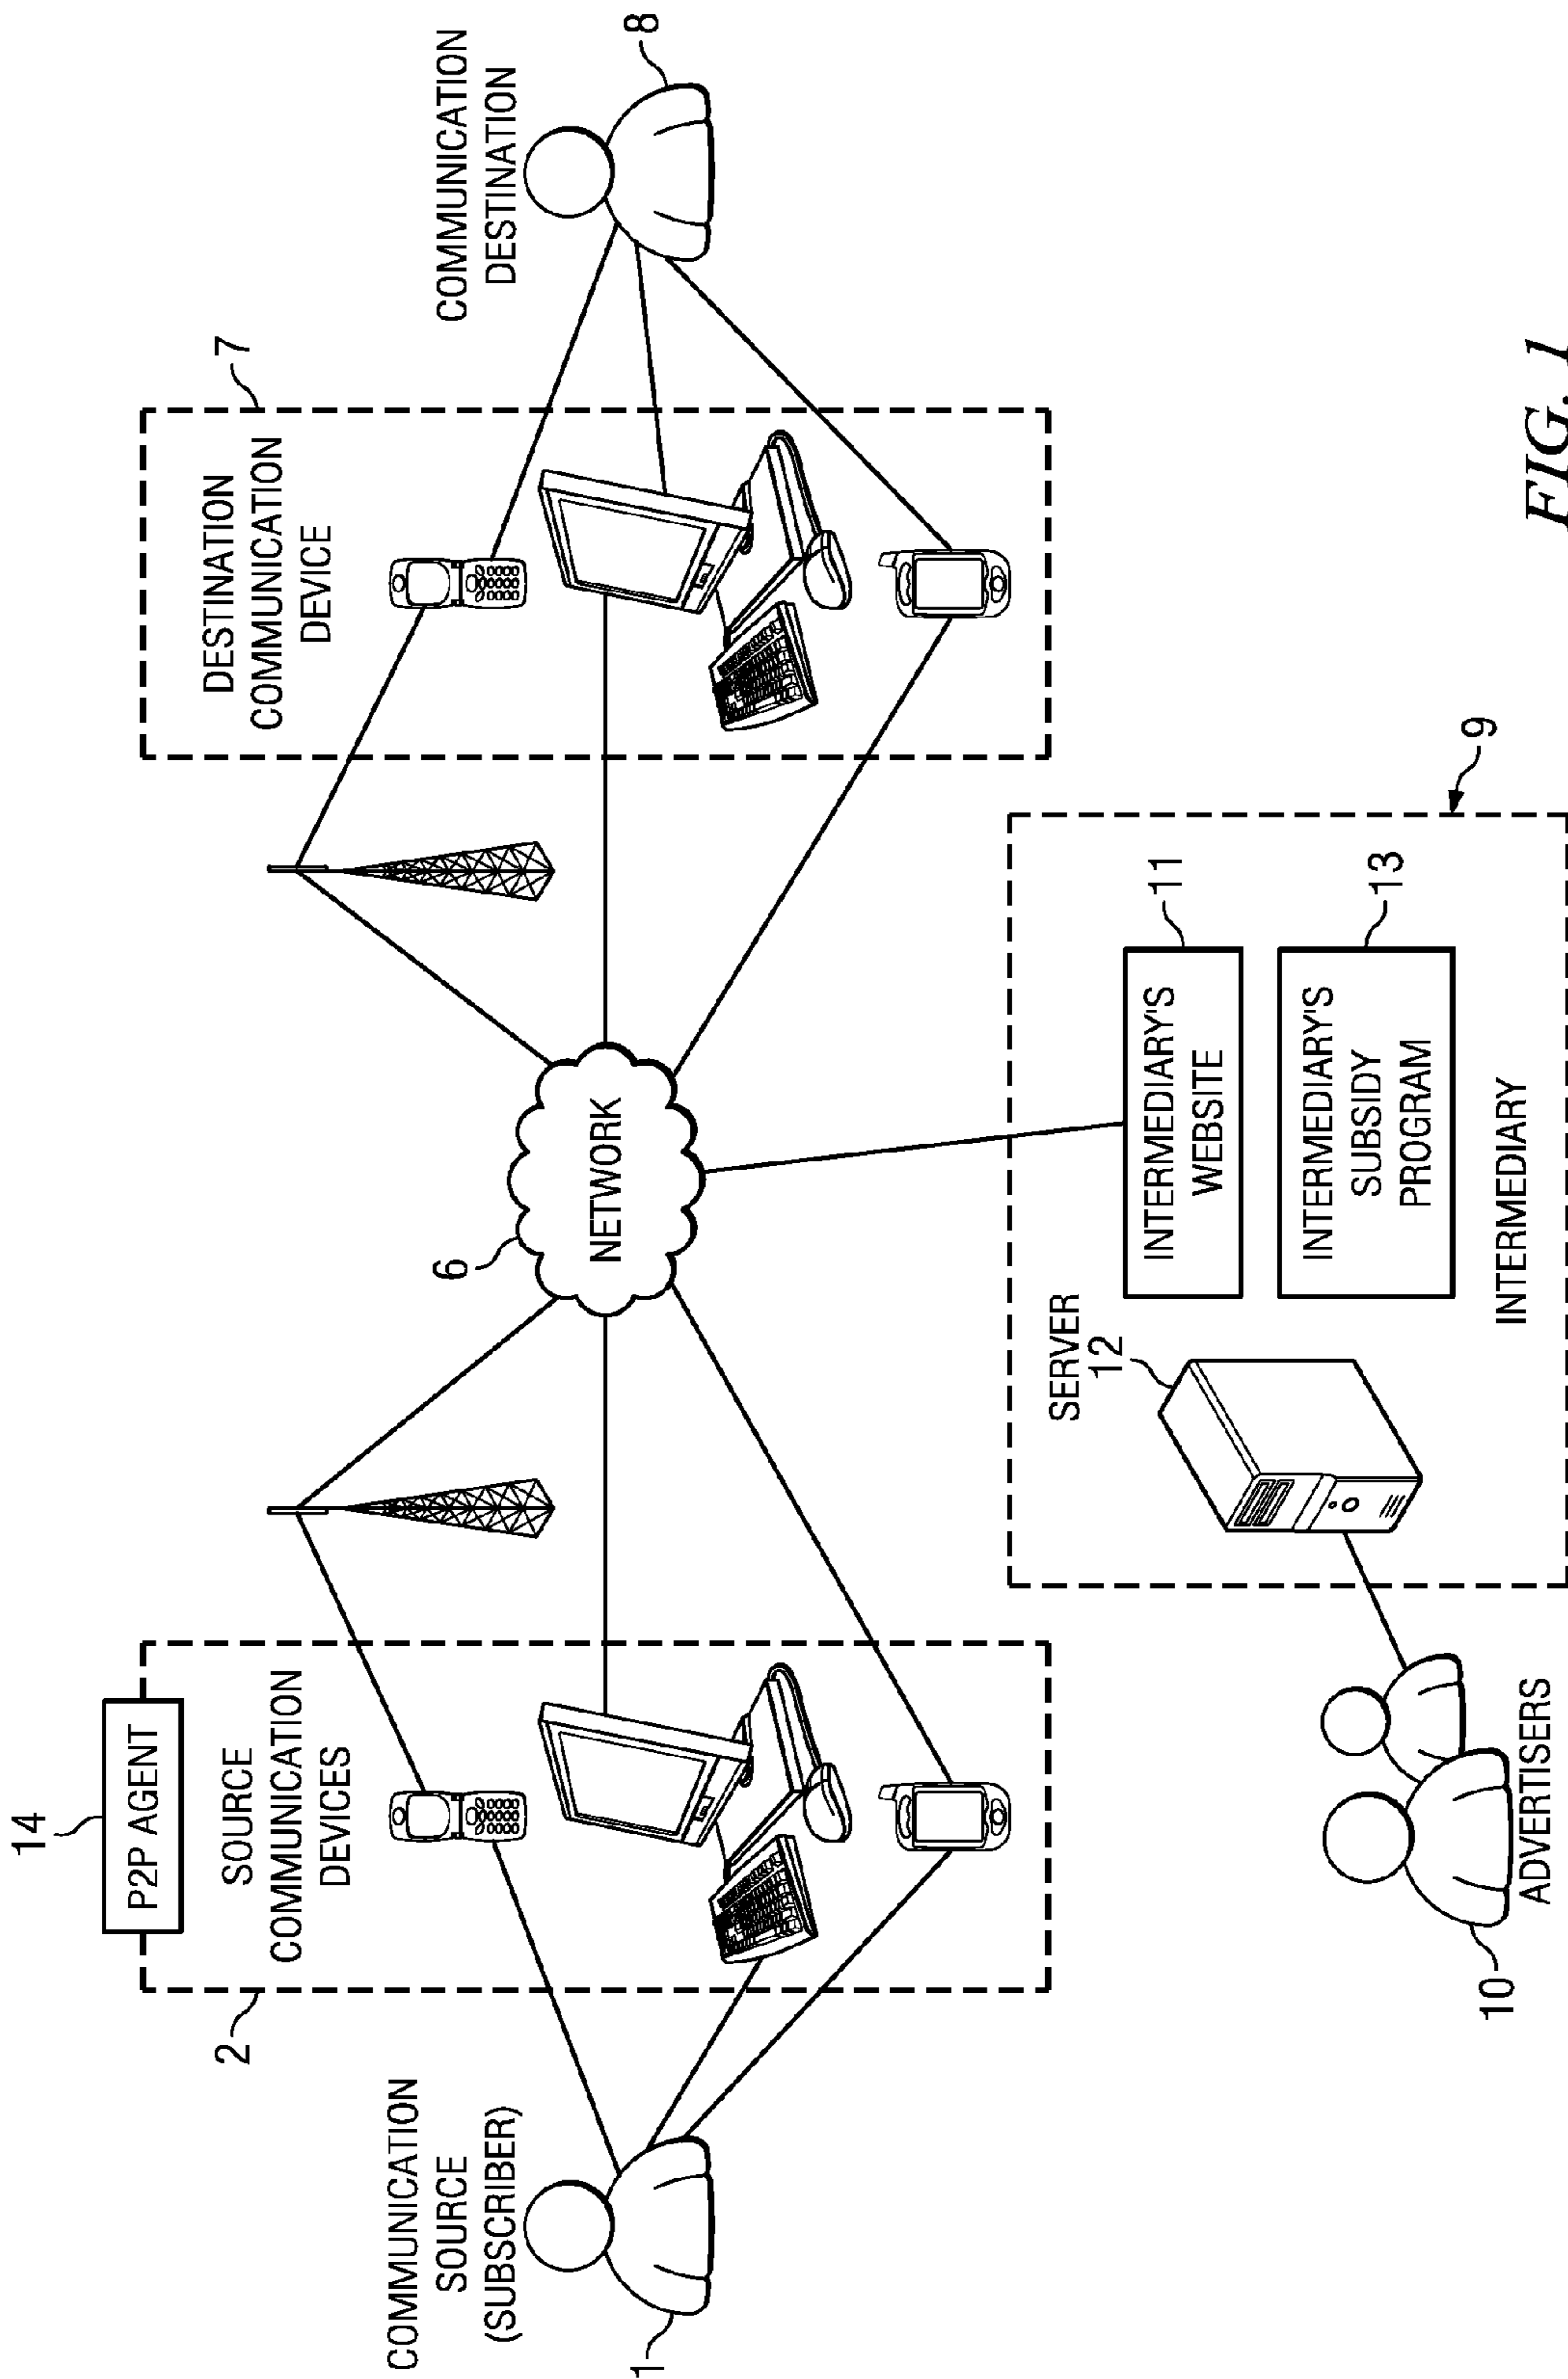 14
P2P AGENT
2
SOURCE
COMMUNICATION
DEVICES
COMMUNICATION
SOURCE
(SUBSCRIBER)
1
6
NETWORK
7
DESTINATION
COMMUNICATION
DEVICE
COMMUNICATION
DESTINATION
8
SERVER
12
INTERMEDIARY'S
WEBSITE
11
INTERMEDIARY'S
SUBSIDY
PROGRAM
13
INTERMEDIARY
9
10
ADVERTISERS
FIG. 1